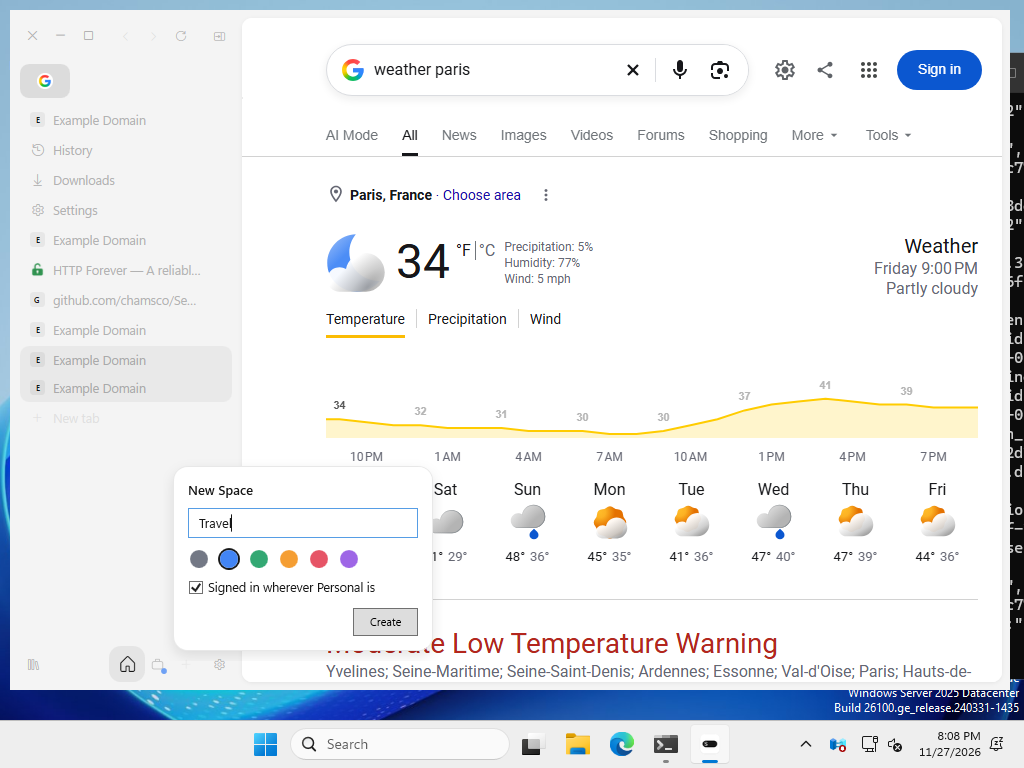 weather paris
Sign in
AI Mode
All
News
Images
Videos
Forums
Shopping
More
Tools
E Example Domain
History
Downloads
Settings
E Example Domain
HTTP Forever — A reliabl...
G github.com/chamsco/Se...
E Example Domain
E Example Domain
E Example Domain
New tab
Paris, France · Choose area
34 °F | °C
Precipitation: 5%
Humidity: 77%
Wind: 5 mph
Weather
Friday 9:00 PM
Partly cloudy
Temperature
Precipitation
Wind
34 32 31 30 30 37 41 39
10 PM 1 AM 4 AM 7 AM 10 AM 1 PM 4 PM 7 PM
Sat Sun Mon Tue Wed Thu Fri
29° 48° 36° 45° 35° 41° 36° 47° 40° 47° 39° 44° 36°
New Space
Travel
Signed in wherever Personal is
Create
Low Temperature Warning
Yvelines; Seine-Maritime; Seine-Saint-Denis; Ardennes; Essonne; Val-d'Oise; Paris; Hauts-de-
Windows Server 2025 Datacenter
Build 26100.ge_release.240331-1435
Search
8:08 PM
11/27/2026